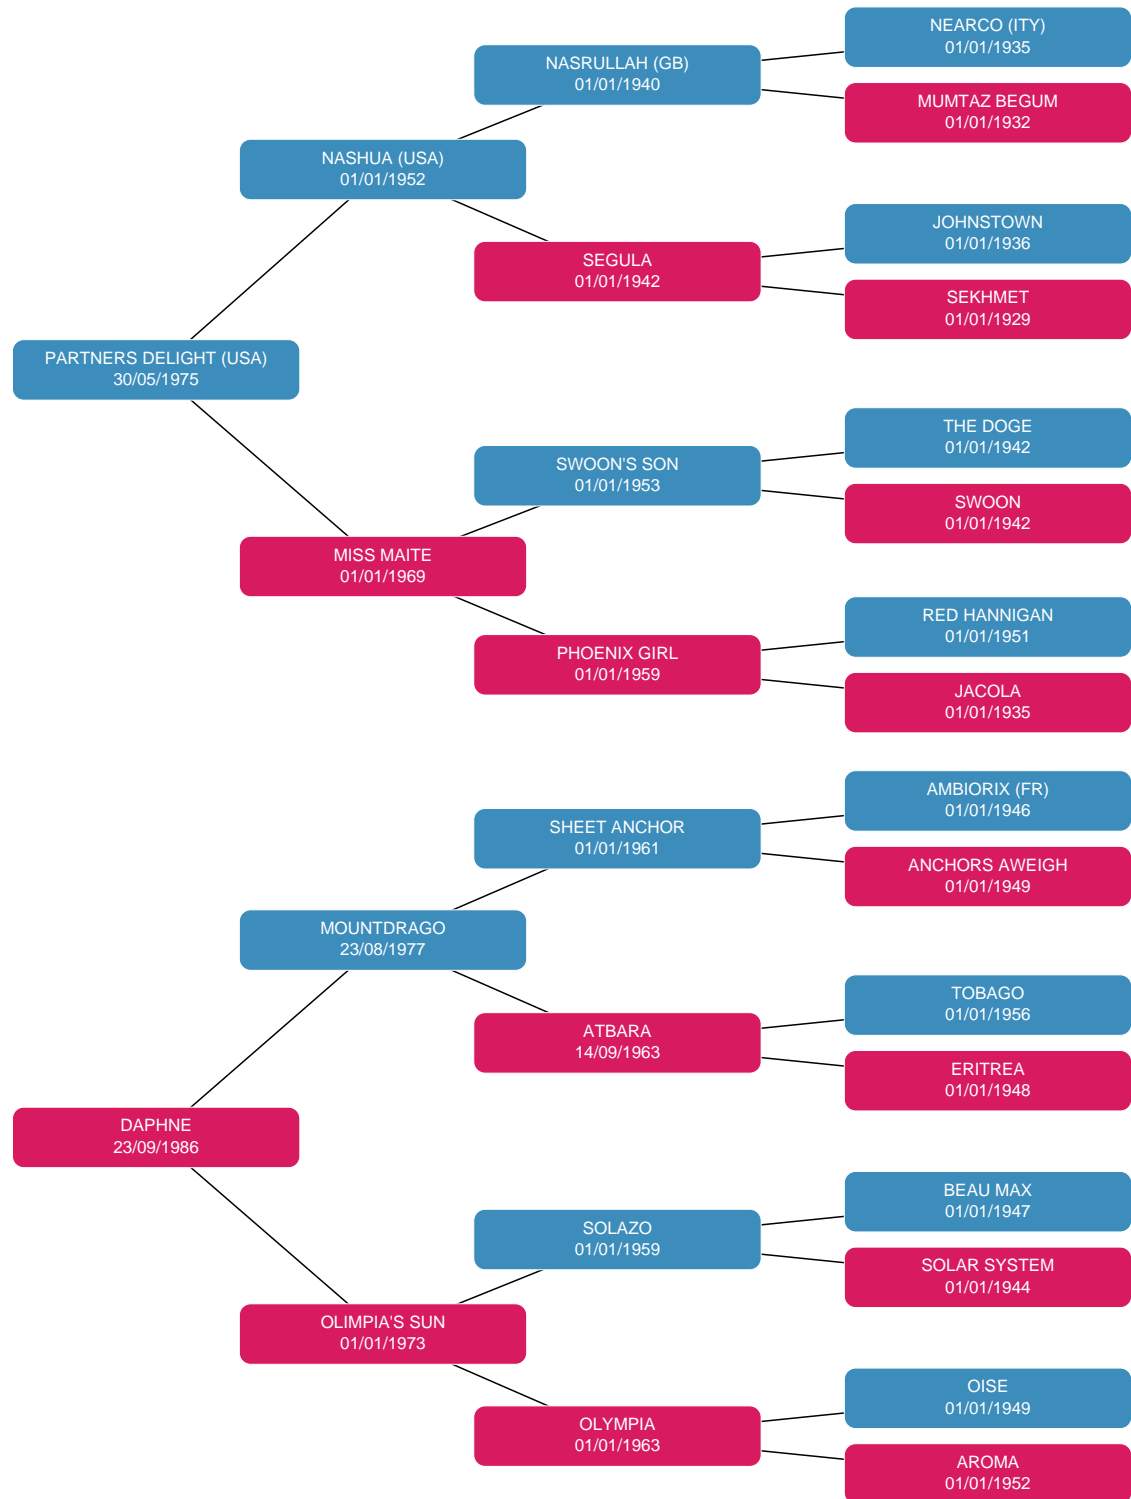 NEARCO (ITY)
01/01/1935
NASRULLAH (GB)
01/01/1940
MUMTAZ BEGUM
01/01/1932
NASHUA (USA)
01/01/1952
JOHNSTOWN
01/01/1936
SEGULA
01/01/1942
SEKHMET
01/01/1929
PARTNERS DELIGHT (USA)
30/05/1975
THE DOGE
01/01/1942
SWOON'S SON
01/01/1953
SWOON
01/01/1942
MISS MAITE
01/01/1969
RED HANNIGAN
01/01/1951
PHOENIX GIRL
01/01/1959
JACOLA
01/01/1935
AMBIORIX (FR)
01/01/1946
SHEET ANCHOR
01/01/1961
ANCHORS AWEIGH
01/01/1949
MOUNTDRAGO
23/08/1977
TOBAGO
01/01/1956
ATBARA
14/09/1963
ERITREA
01/01/1948
DAPHNE
23/09/1986
BEAU MAX
01/01/1947
SOLAZO
01/01/1959
SOLAR SYSTEM
01/01/1944
OLIMPIA'S SUN
01/01/1973
OISE
01/01/1949
OLYMPIA
01/01/1963
AROMA
01/01/1952